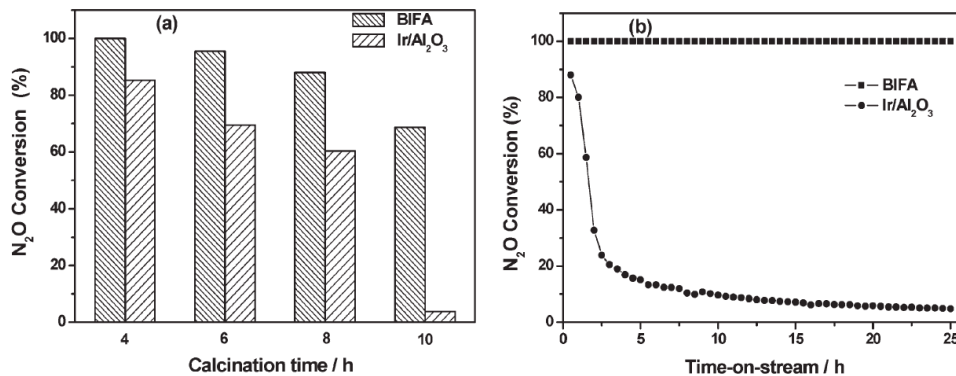 (a)
BIFA
Ir/Al₂O₃
N₂O Conversion (%)
100
80
60
40
20
0
4 6 8 10
Calcination time / h
(b)
BIFA
Ir/Al₂O₃
N₂O Conversion (%)
100
80
60
40
20
0
0 5 10 15 20 25
Time-on-stream / h